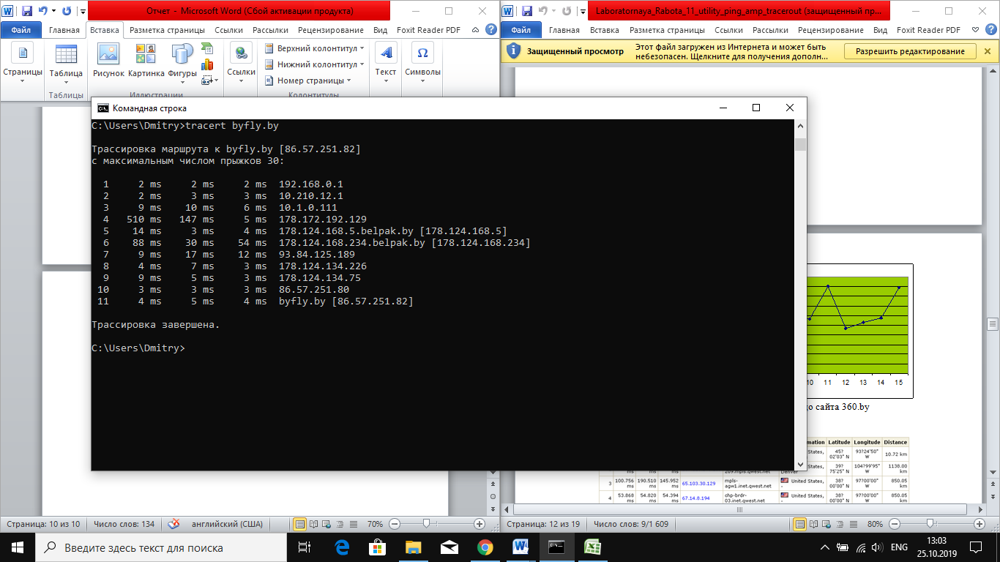 Отчет - Microsoft Word (Сбой активации продукта)
Файл Главная Вставка Разметка страницы Ссылки Рассылки Рецензирование Вид Foxit Reader PDF
Страницы Таблица Рисунок Картинка Фигуры Ссылки Верхний колонтитул Нижний колонтитул Номер страницы Текст Символы
Таблицы Иллюстрации Колонтитулы
Laboratornaya_Rabota_11_utility_ping_arp_tracerout (защищенный пр...
Файл Главная Вставка Разметка страницы Ссылки Рассылки Рецензирование Вид Foxit Reader PDF
Защищенный просмотр Этот файл загружен из Интернета и может быть небезопасен. Щелкните для получения дополн... Разрешить редактирование
Командная строка
C:\Users\Dmitry>tracert byfly.by
Трассировка маршрута к byfly.by [86.57.251.82]
с максимальным числом прыжков 30:
1 2 ms 2 ms 2 ms 192.168.0.1
2 2 ms 3 ms 3 ms 10.210.12.1
3 9 ms 10 ms 6 ms 10.1.0.111
4 510 ms 147 ms 5 ms 178.172.192.129
5 14 ms 3 ms 4 ms 178.124.168.5.belpak.by [178.124.168.5]
6 88 ms 30 ms 54 ms 178.124.168.234.belpak.by [178.124.168.234]
7 9 ms 17 ms 12 ms 93.84.125.189
8 4 ms 7 ms 3 ms 178.124.134.226
9 9 ms 5 ms 3 ms 178.124.134.75
10 3 ms 3 ms 3 ms 86.57.251.80
11 4 ms 5 ms 4 ms byfly.by [86.57.251.82]
Трассировка завершена.
C:\Users\Dmitry>
10 11 12 13 14 15
до сайта 360.by
Latitude Longitude Distance
States, 45? 02'03" N 93?24'50" W 10.72 km
209.mpls.qwest.net Denver States, 39? 75'25" N 104?99'95" W 1138.00 km
3 100.756 ms 190.510 ms 145.952 ms 65.103.30.129 mpls-agw1.inet.qwest.net United States, - 38? 00'00" N 97?00'00" W 850.05 km
4 53.868 ms 54.820 ms 54.394 ms 67.14.8.194 chp-brdr-03.inet.qwest.net United States, - 38? 00'00" N 97?00'00" W 850.05 km
Страница: 10 из 10 Число слов: 134 английский (США) 70%
Страница: 12 из 19 Число слов: 9/1 609 80%
Введите здесь текст для поиска
ENG
13:03
25.10.2019